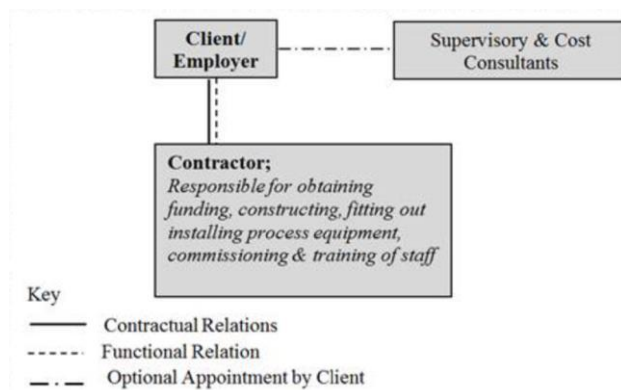 Client/
Employer
Supervisory & Cost
Consultants
Contractor;
Responsible for obtaining
funding, constructing, fitting out
installing process equipment,
commissioning & training of staff
Key
Contractual Relations
Functional Relation
Optional Appointment by Client